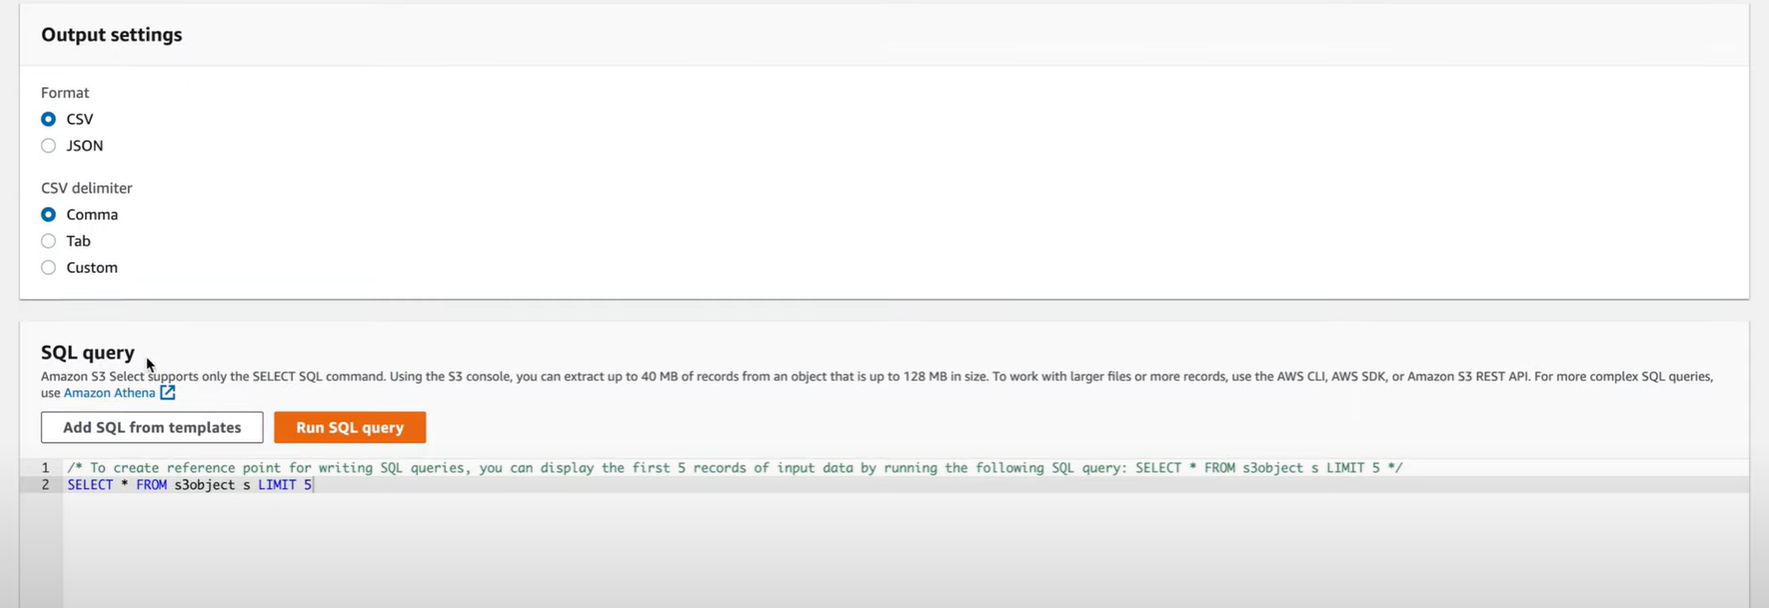 Output settings
Format
CSV
JSON
CSV delimiter
Comma
Tab
Custom
SQL query
Amazon S3 Select supports only the SELECT SQL command. Using the S3 console, you can extract up to 40 MB of records from an object that is up to 128 MB in size. To work with larger files or more records, use the AWS CLI, AWS SDK, or Amazon S3 REST API. For more complex SQL queries,
use Amazon Athena
Add SQL from templates Run SQL query
1 /* To create reference point for writing SQL queries, you can display the first 5 records of input data by running the following SQL query: SELECT * FROM s3object s LIMIT 5 */
2 SELECT * FROM s3object s LIMIT 5